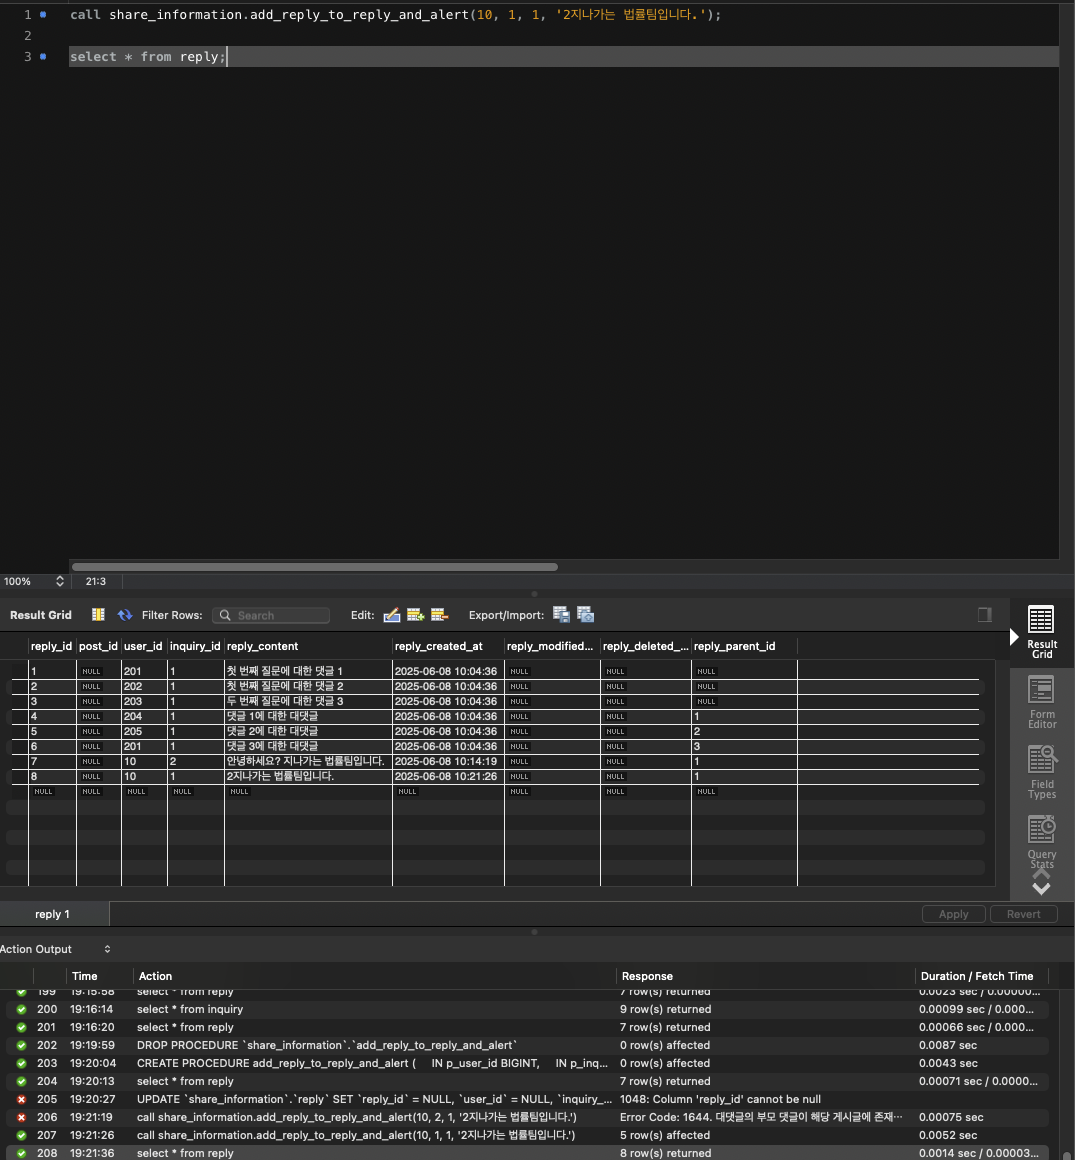 1 call share_information.add_reply_to_reply_and_alert(10, 1, 1, '2지나가는 법률팀입니다.');
2
3 select * from reply;
100% 21:3
Result Grid Filter Rows: Search Edit: Export/Import:
reply_id post_id user_id inquiry_id reply_content reply_created_at reply_modified... reply_deleted_... reply_parent_id
1 NULL 201 1 첫 번째 질문에 대한 댓글 1 2025-06-08 10:04:36 NULL NULL NULL
2 NULL 202 1 첫 번째 질문에 대한 댓글 2 2025-06-08 10:04:36 NULL NULL NULL
3 NULL 203 1 두 번째 질문에 대한 댓글 3 2025-06-08 10:04:36 NULL NULL NULL
4 NULL 204 1 댓글 1에 대한 대댓글 2025-06-08 10:04:36 NULL NULL 1
5 NULL 205 1 댓글 2에 대한 대댓글 2025-06-08 10:04:36 NULL NULL 2
6 NULL 201 1 댓글 3에 대한 대댓글 2025-06-08 10:04:36 NULL NULL 3
7 NULL 10 2 안녕하세요? 지나가는 법률팀입니다. 2025-06-08 10:14:19 NULL NULL 1
8 NULL 10 1 2지나가는 법률팀입니다. 2025-06-08 10:21:26 NULL NULL 1
NULL NULL NULL NULL NULL NULL NULL NULL NULL
Result
Grid
Form
Editor
Field
Types
Query
Stats
reply 1 Apply Revert
Action Output
Time Action Response Duration / Fetch Time
199 19:15:58 select * from reply 7 row(s) returned 0.0023 sec / 0.00000...
200 19:16:14 select * from inquiry 9 row(s) returned 0.00099 sec / 0.000...
201 19:16:20 select * from reply 7 row(s) returned 0.00066 sec / 0.000...
202 19:19:59 DROP PROCEDURE `share_information`.`add_reply_to_reply_and_alert` 0 row(s) affected 0.0087 sec
203 19:20:04 CREATE PROCEDURE add_reply_to_reply_and_alert ( IN p_user_id BIGINT, IN p_inq... 0 row(s) affected 0.0043 sec
204 19:20:13 select * from reply 7 row(s) returned 0.00071 sec / 0.0000...
205 19:20:27 UPDATE `share_information`.`reply` SET `reply_id` = NULL, `user_id` = NULL, `inquiry_... 1048: Column 'reply_id' cannot be null
206 19:21:19 call share_information.add_reply_to_reply_and_alert(10, 2, 1, '2지나가는 법률팀입니다.') Error Code: 1644. 대댓글의 부모 댓글이 해당 게시글에 존재… 0.00075 sec
207 19:21:26 call share_information.add_reply_to_reply_and_alert(10, 1, 1, '2지나가는 법률팀입니다.') 5 row(s) affected 0.0052 sec
208 19:21:36 select * from reply 8 row(s) returned 0.0014 sec / 0.00003...